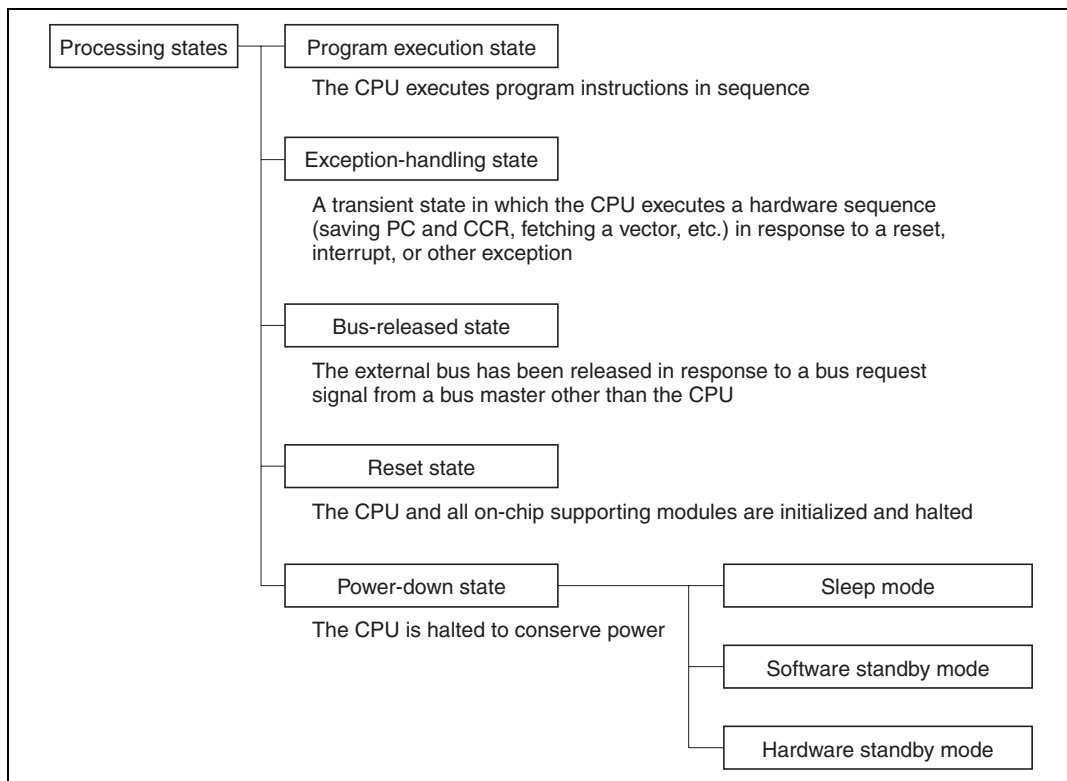 Processing states
Program execution state
The CPU executes program instructions in sequence
Exception-handling state
A transient state in which the CPU executes a hardware sequence
(saving PC and CCR, fetching a vector, etc.) in response to a reset,
interrupt, or other exception
Bus-released state
The external bus has been released in response to a bus request
signal from a bus master other than the CPU
Reset state
The CPU and all on-chip supporting modules are initialized and halted
Power-down state
The CPU is halted to conserve power
Sleep mode
Software standby mode
Hardware standby mode